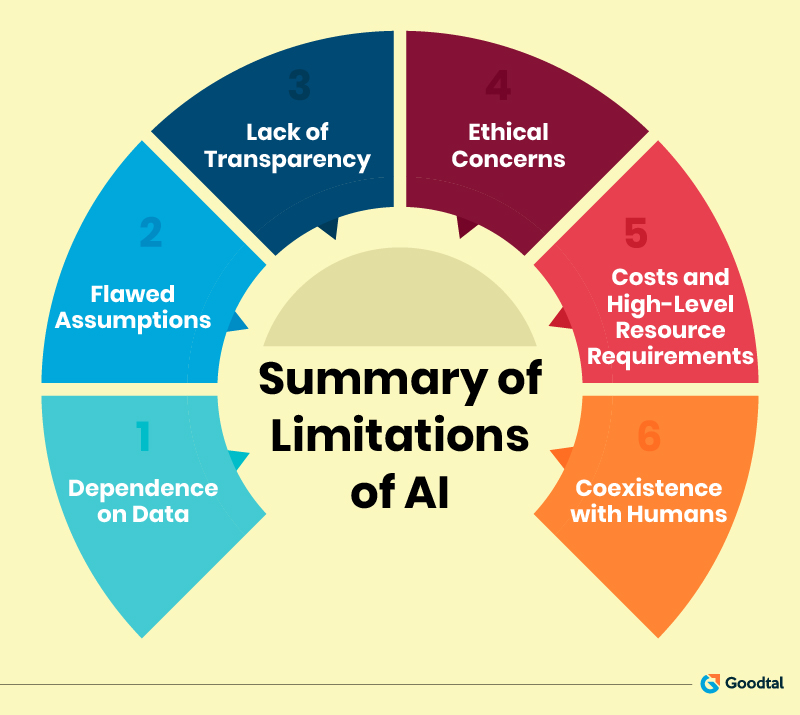 1
Dependence
on Data
2
Flawed
Assumptions
3
Lack of
Transparency
4
Ethical
Concerns
5
Costs and
High-Level
Resource
Requirements
6
Coexistence
with Humans
Summary of
Limitations
of AI
Goodtal